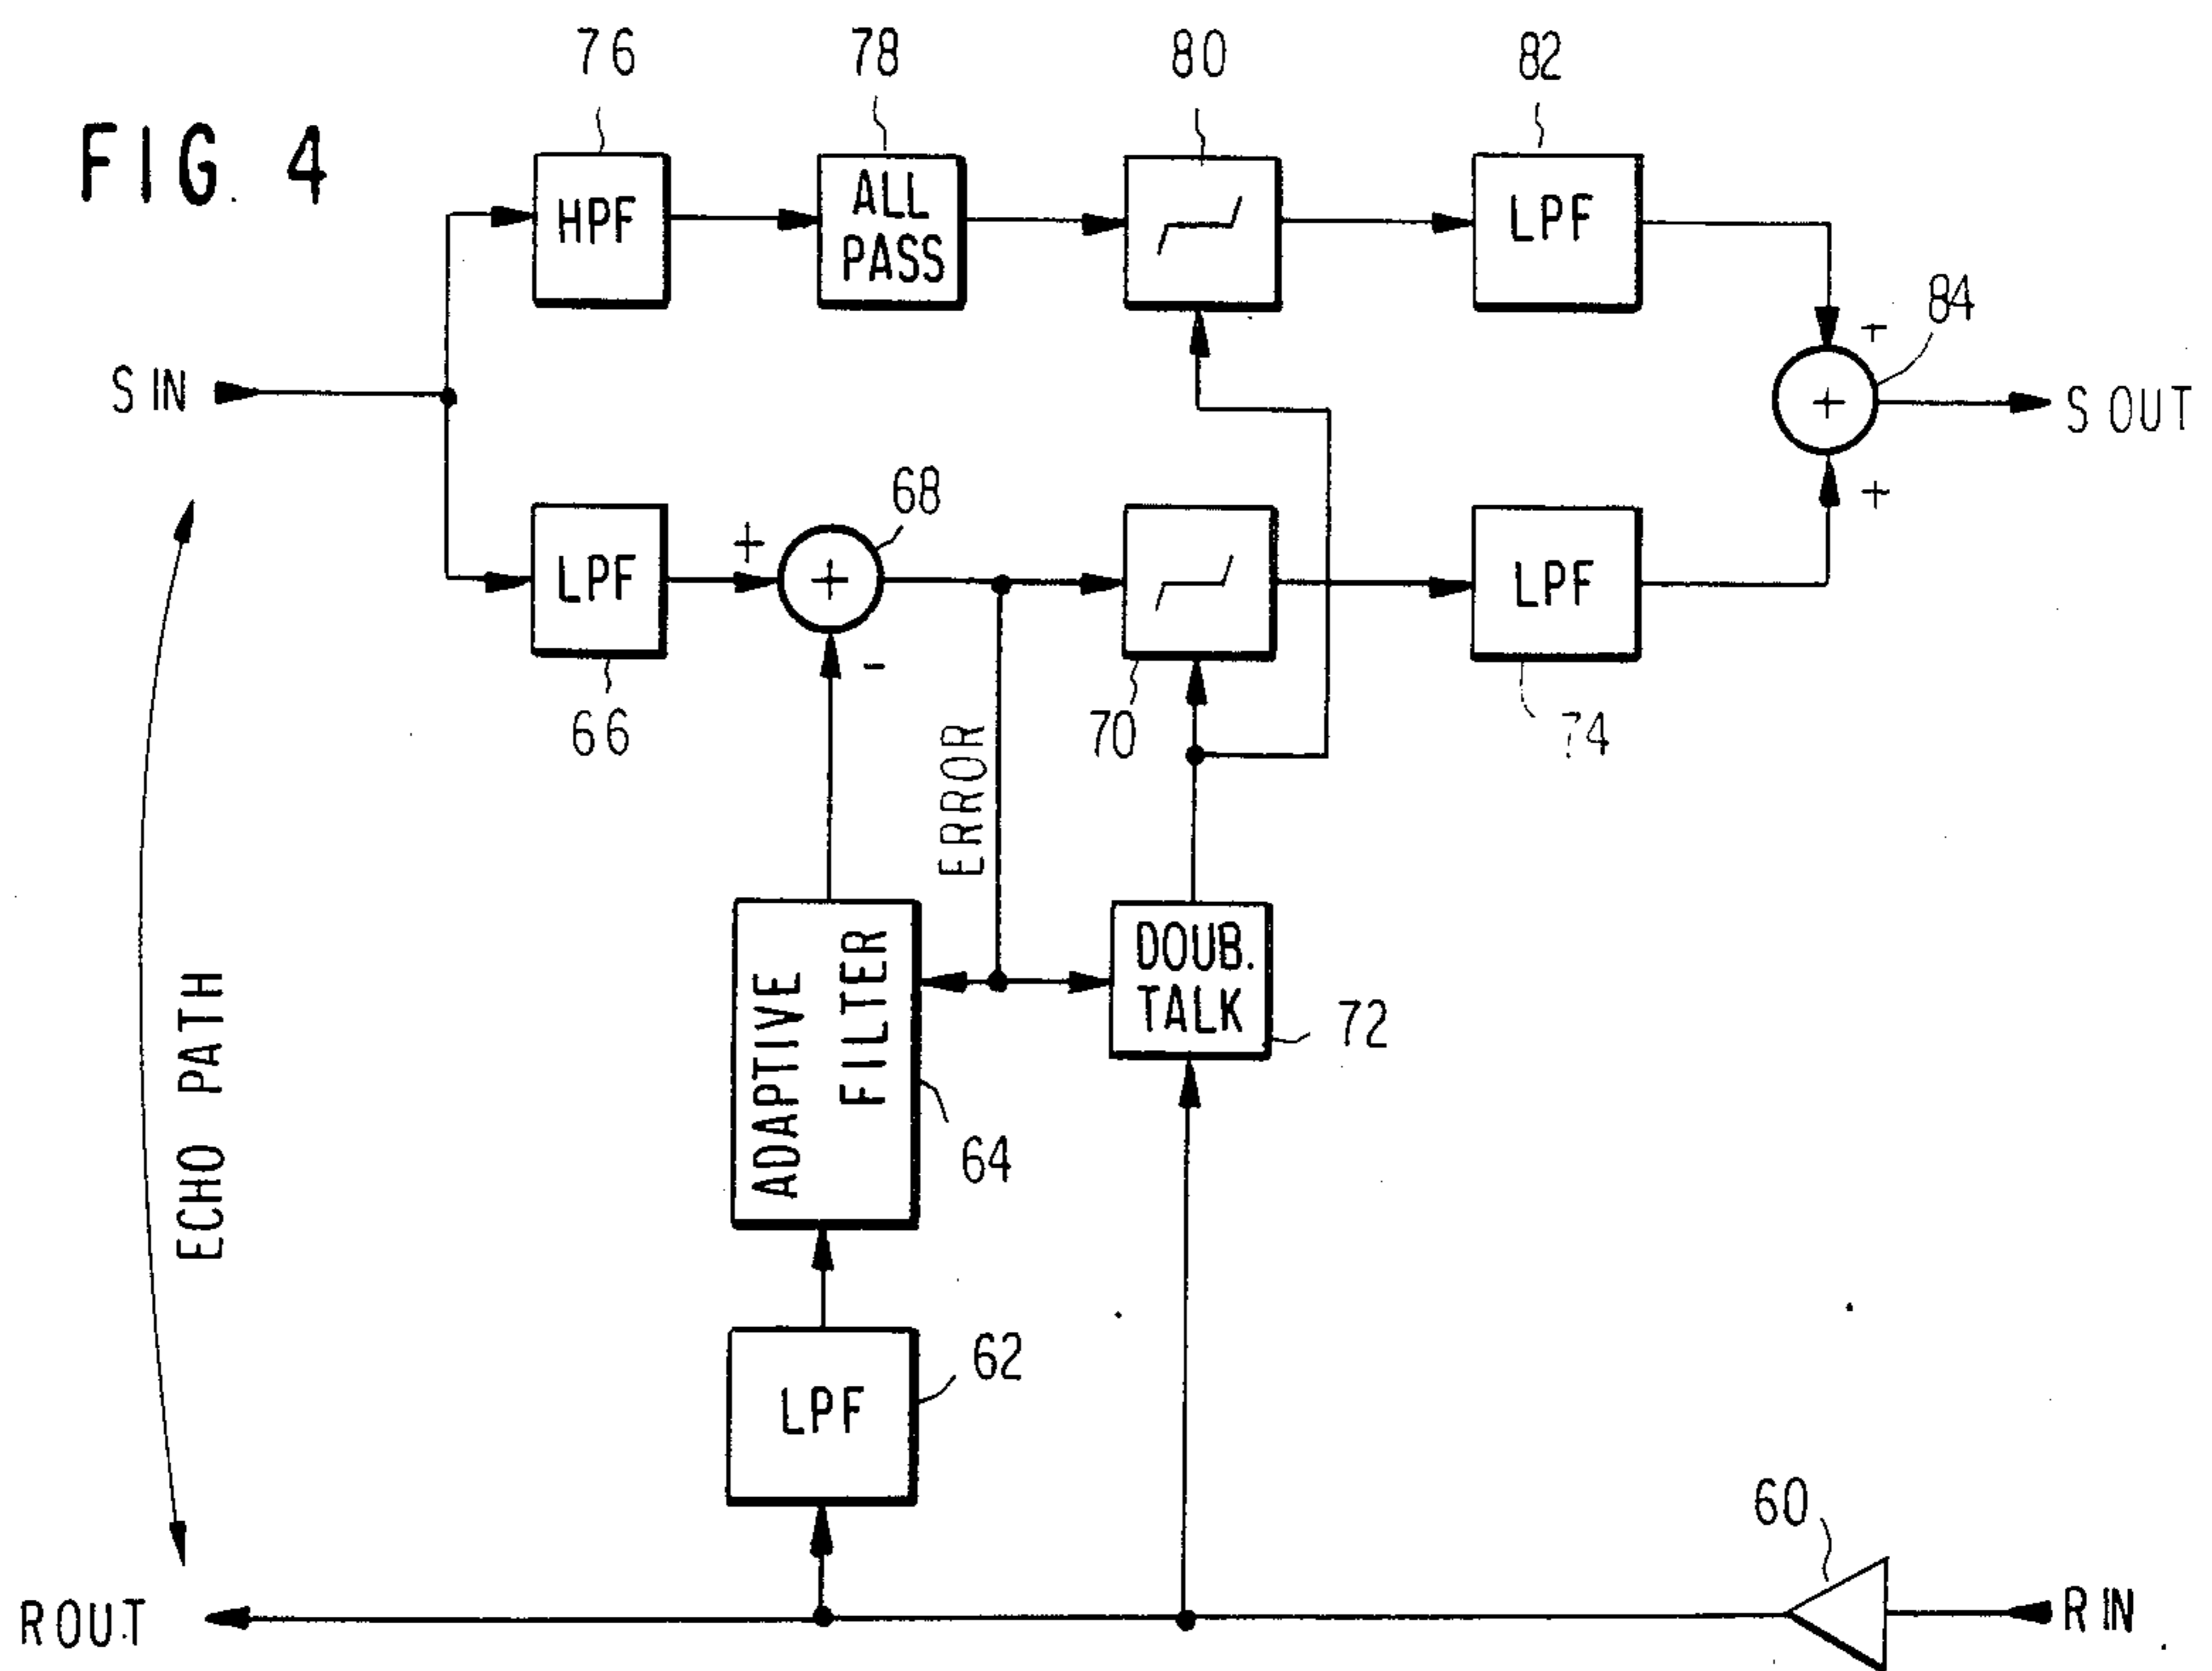 FIG. 4
76
78
80
82
HPF
ALL
PASS
LPF
84
+
S IN
+
S OUT
+
68
LPF
+
+
LPF
-
66
70
74
ERROR
ADAPTIVE
FILTER
DOUB.
TALK
72
64
ECHO PATH
62
LPF
60
R OUT
R IN